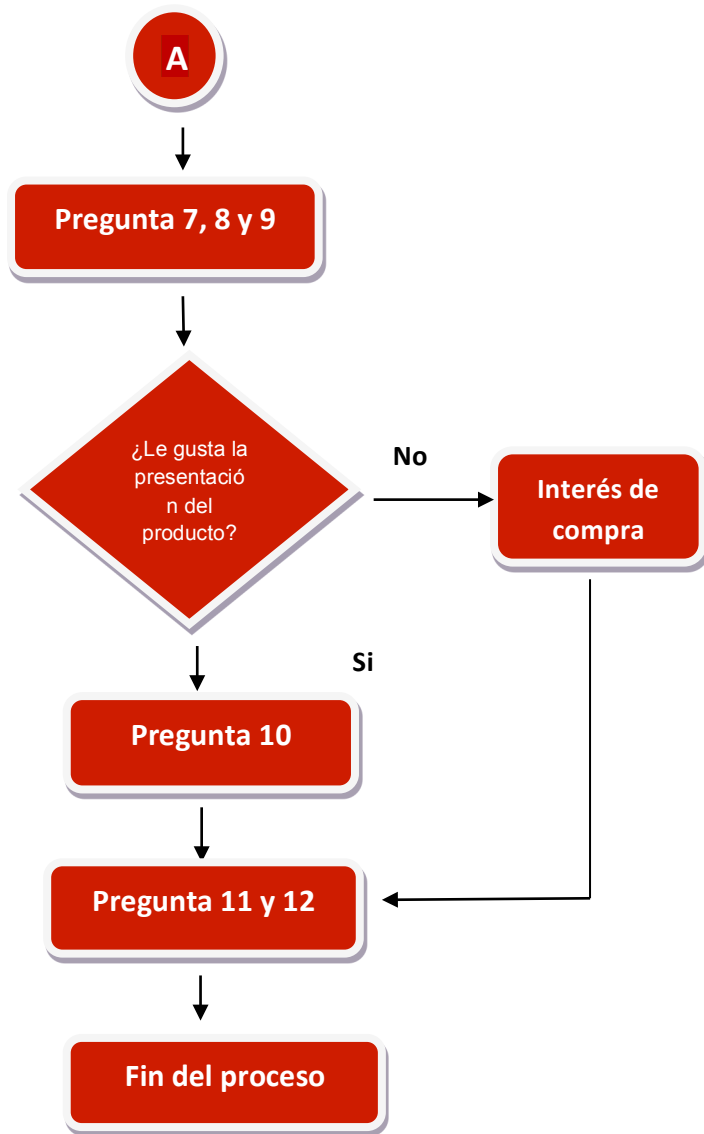 A
Pregunta 7, 8 y 9
¿Le gusta la
presentació
n del
producto?
No
Interés de
compra
Si
Pregunta 10
Pregunta 11 y 12
Fin del proceso